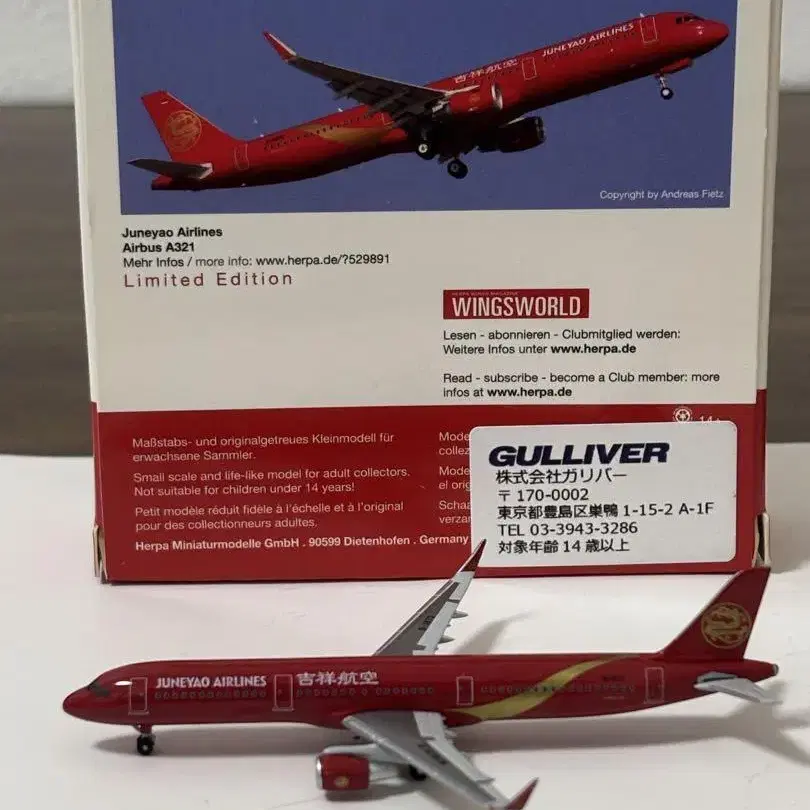 JUNEYAO AIRLINES
吉祥航空
Copyright by Andreas Fietz
Juneyao Airlines
Airbus A321
Mehr Infos / more info: www.herpa.de/?529891
Limited Edition
WINGSWORLD
Lesen - abonnieren - Clubmitglied werden:
Weitere Infos unter www.herpa.de
Read - subscribe - become a Club member: more
infos at www.herpa.de
14+
Maßstabs- und originalgetreues Kleinmodell für
erwachsene Sammler.
Small scale and life-like model for adult collectors.
Not suitable for children under 14 years!
Petit modèle réduit fidèle à l'échelle et à l'original
pour des collectionneurs adultes.
Herpa Miniaturmodelle GmbH . 90599 Dietenhofen . Germany
GULLIVER
株式会社ガリバー
〒 170-0002
東京都豊島区巣鴨 1-15-2 A-1F
TEL 03-3943-3286
対象年齢 14 歳以上
JUNEYAO AIRLINES 吉祥航空